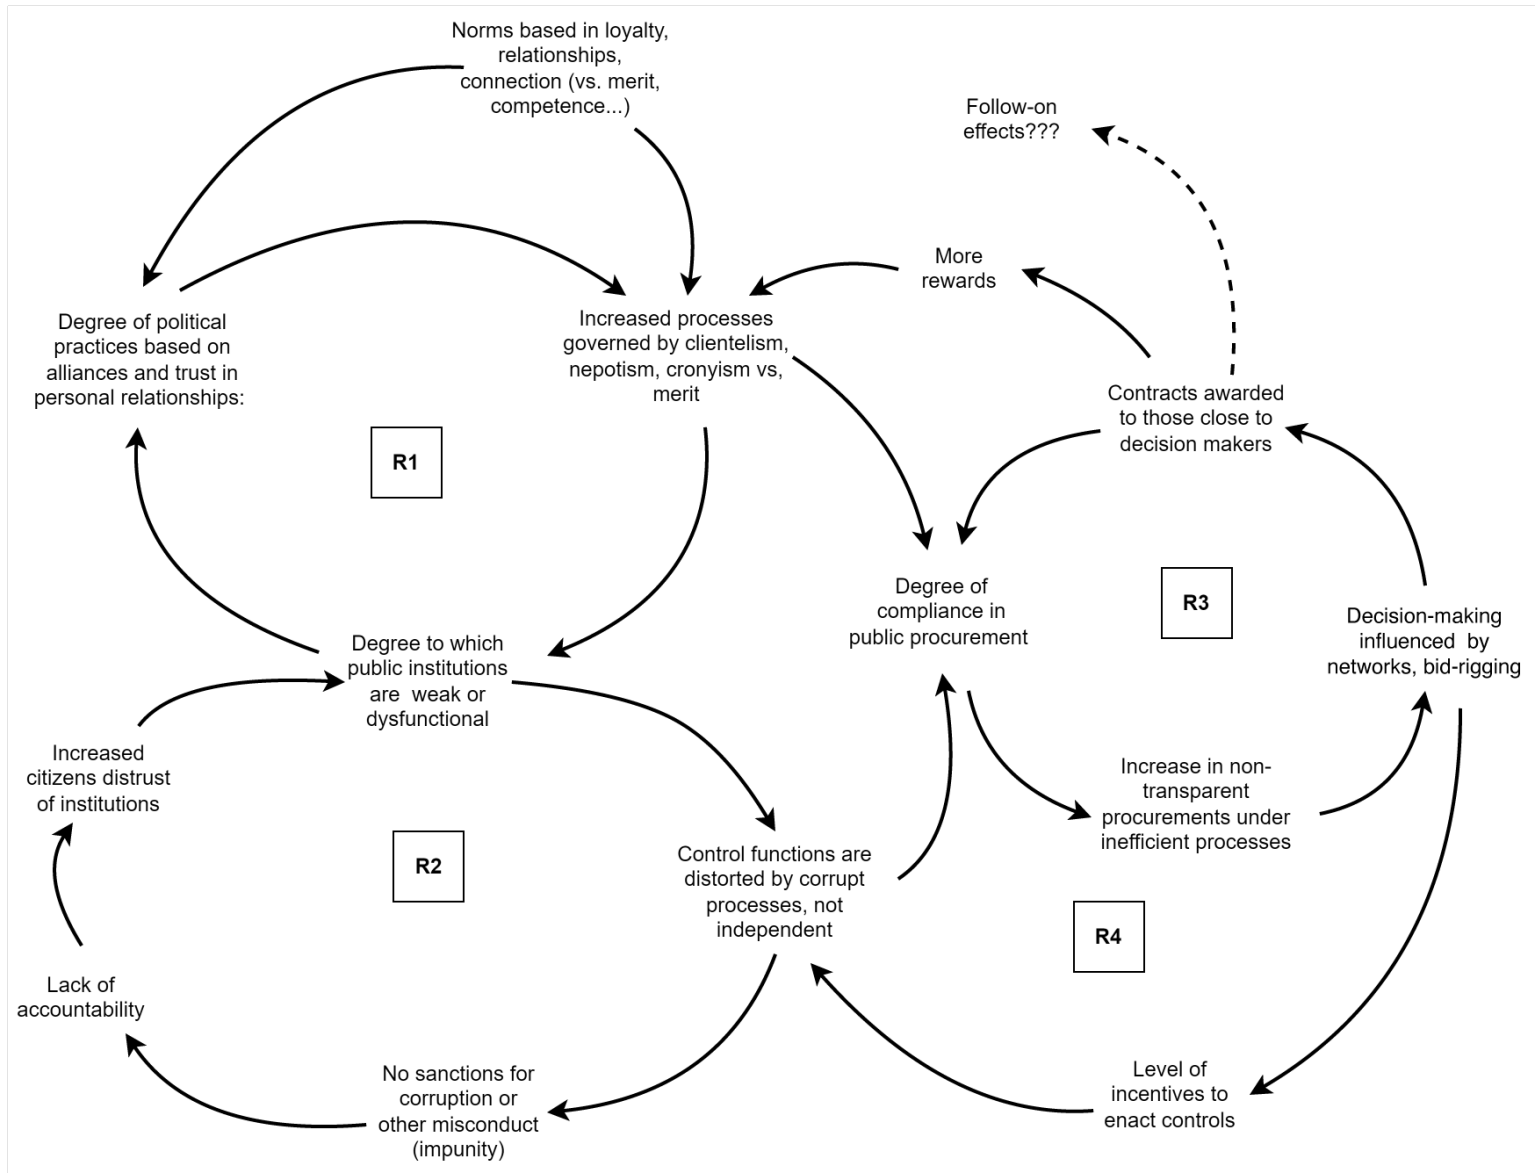 Norms based in loyalty,
relationships,
connection (vs. merit,
competence...)
Follow-on
effects???
More
rewards
Degree of political
practices based on
alliances and trust in
personal relationships:
Increased processes
governed by clientelism,
nepotism, cronyism vs,
merit
Contracts awarded
to those close to
decision makers
R1
Degree of
compliance in
public procurement
R3
Decision-making
influenced by
networks, bid-rigging
Degree to which
public institutions
are weak or
dysfunctional
Increased
citizens distrust
of institutions
Increase in non-
transparent
procurements under
inefficient processes
R2
Control functions are
distorted by corrupt
processes, not
independent
R4
Lack of
accountability
No sanctions for
corruption or
other misconduct
(impunity)
Level of
incentives to
enact controls